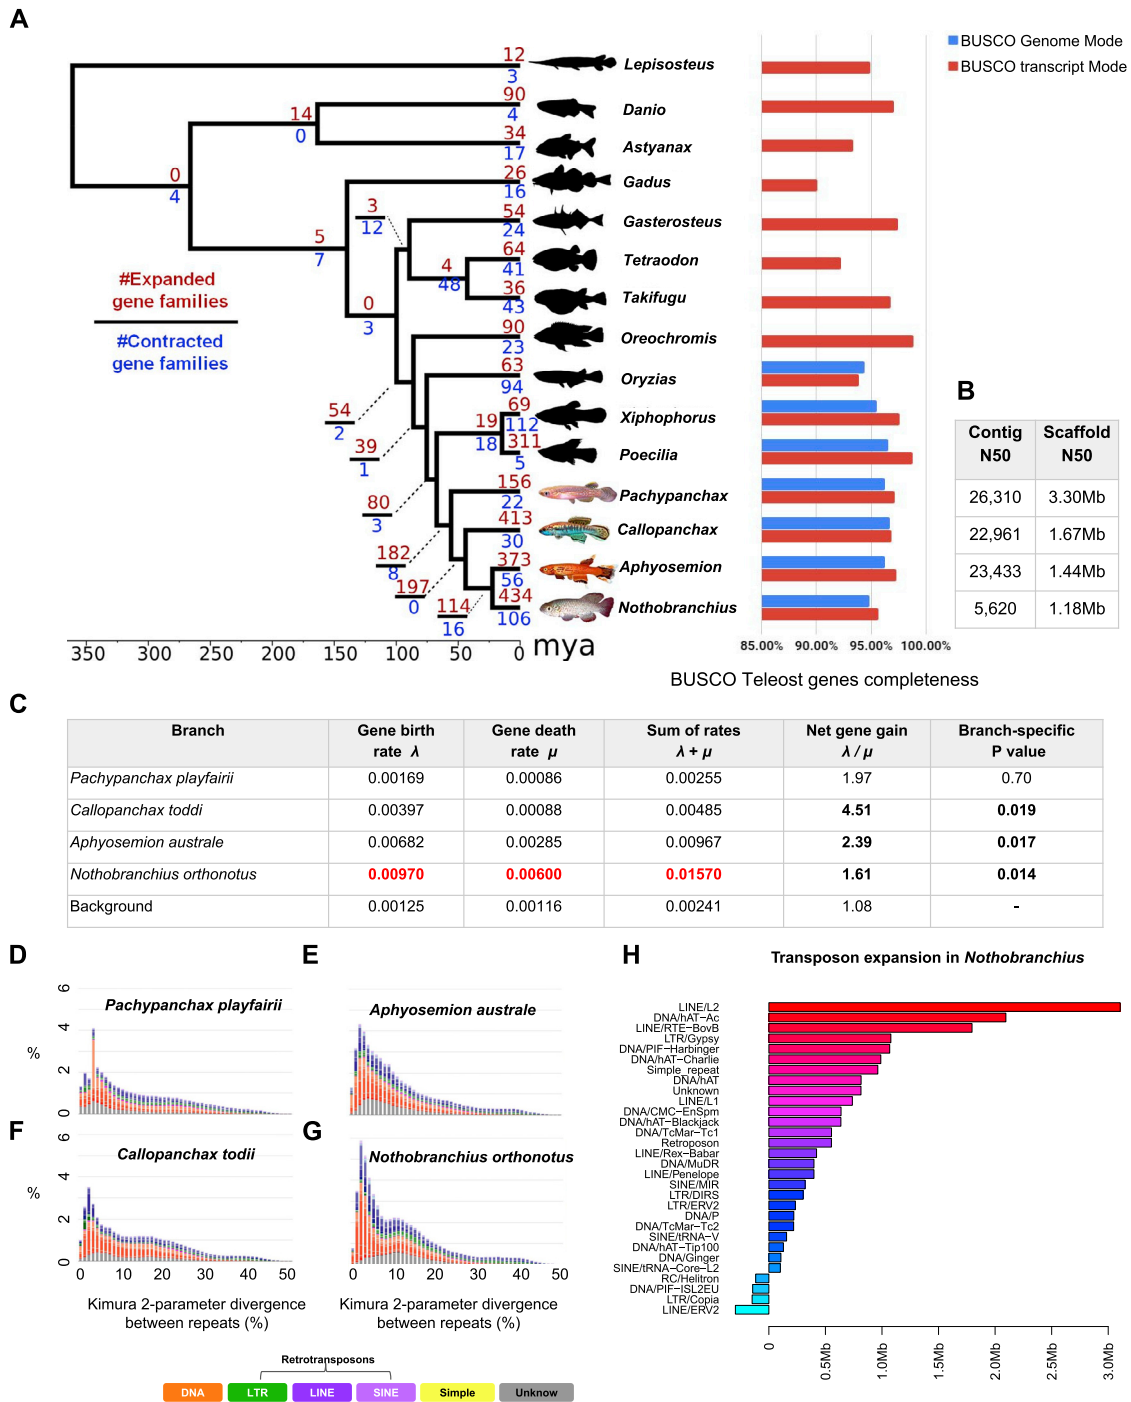 A
BUSCO Genome Mode
BUSCO transcript Mode
12
3
Lepisosteus
90
4
Danio
14
0
34
17
Astyanax
0
4
26
16
Gadus
3
12
54
24
Gasterosteus
5
7
64
41
Tetraodon
4
48
36
43
Takifugu
#Expanded
gene families
#Contracted
gene families
0
3
90
23
Oreochromis
63
94
Oryzias
54
2
69
112
Xiphophorus
19
18
311
5
Poecilia
39
1
156
22
Pachypanchax
80
3
413
30
Callopanchax
182
8
373
56
Aphyosemion
197
0
434
106
Nothobranchius
114
16
350 300 250 200 150 100 50 0 mya
85.00% 90.00% 95.00% 100.00%
BUSCO Teleost genes completeness
B
Contig N50 Scaffold N50
26,310 3.30Mb
22,961 1.67Mb
23,433 1.44Mb
5,620 1.18Mb
C
Branch Gene birth rate λ Gene death rate μ Sum of rates λ + μ Net gene gain λ / μ Branch-specific P value
Pachypanchax playfairii 0.00169 0.00086 0.00255 1.97 0.70
Callopanchax toddi 0.00397 0.00088 0.00485 4.51 0.019
Aphyosemion australe 0.00682 0.00285 0.00967 2.39 0.017
Nothobranchius orthonotus 0.00970 0.00600 0.01570 1.61 0.014
Background 0.00125 0.00116 0.00241 1.08 -
D
Pachypanchax playfairii
6
4
2
0
%
E
Aphyosemion australe
F
Callopanchax todii
6
4
2
0
%
0 10 20 30 40 50
Kimura 2-parameter divergence
between repeats (%)
G
Nothobranchius orthonotus
0 10 20 30 40 50
Kimura 2-parameter divergence
between repeats (%)
Retrotransposons
DNA LTR LINE SINE Simple Unknow
H
Transposon expansion in Nothobranchius
LINE/L2
DNA/hAT−Ac
LINE/RTE−BovB
LTR/Gypsy
DNA/PIF−Harbinger
DNA/hAT−Charlie
Simple_repeat
DNA/hAT
Unknown
LINE/L1
DNA/CMC−EnSpm
DNA/hAT−Blackjack
DNA/TcMar−Tc1
Retroposon
LINE/Rex−Babar
DNA/MuDR
LINE/Penelope
SINE/MIR
LTR/DIRS
LTR/ERV2
DNA/P
DNA/TcMar−Tc2
SINE/tRNA−V
DNA/hAT−Tip100
DNA/Ginger
SINE/tRNA−Core−L2
RC/Helitron
DNA/PIF−ISL2EU
LTR/Copia
LINE/ERV2
0 0.5Mb 1.0Mb 1.5Mb 2.0Mb 2.5Mb 3.0Mb